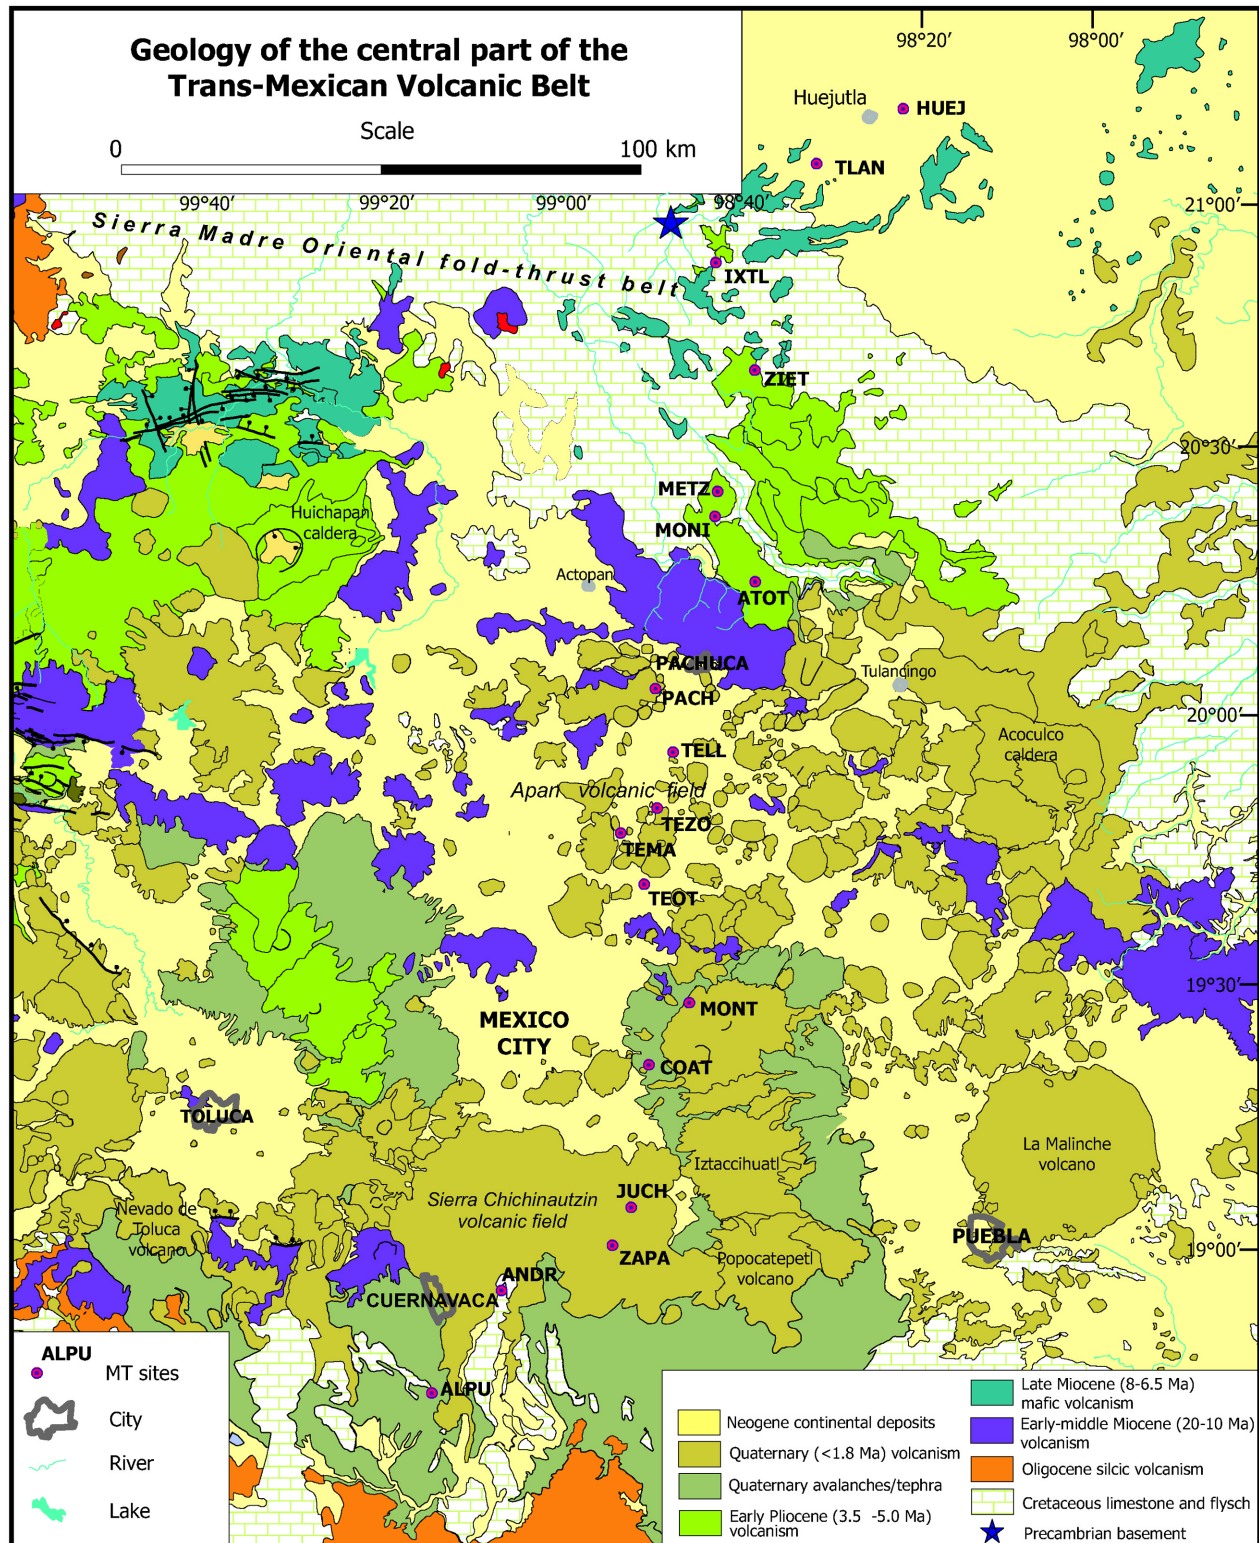 Geology of the central part of the
Trans-Mexican Volcanic Belt
Scale
0
100 km
98°20'
98°00'
Huejutla
HUEJ
TLAN
99°40'
99°20'
99°00'
98°40'
21°00'
Sierra Madre Oriental fold-thrust belt
IXTL
ZIET
20°30'
METZ
MONI
Huichapan
caldera
Actopan
ATOT
PACHUCA
Tulancingo
PACH
20°00'
Acoculco
caldera
TELL
Apan volcanic field
TEZO
TEMA
TEOT
19°30'
MONT
MEXICO
CITY
COAT
TOLUCA
La Malinche
volcano
Iztaccihuatl
JUCH
Sierra Chichinautzin
volcanic field
Nevado de
Toluca
volcano
PUEBLA
19°00'
ZAPA
Popocatepetl
volcano
ANDR
CUERNAVACA
ALPU
ALPU
MT sites
City
River
Lake
Neogene continental deposits
Quaternary (<1.8 Ma) volcanism
Quaternary avalanches/tephra
Early Pliocene (3.5 -5.0 Ma)
volcanism
Late Miocene (8-6.5 Ma)
mafic volcanism
Early-middle Miocene (20-10 Ma)
volcanism
Oligocene silcic volcanism
Cretaceous limestone and flysch
Precambrian basement